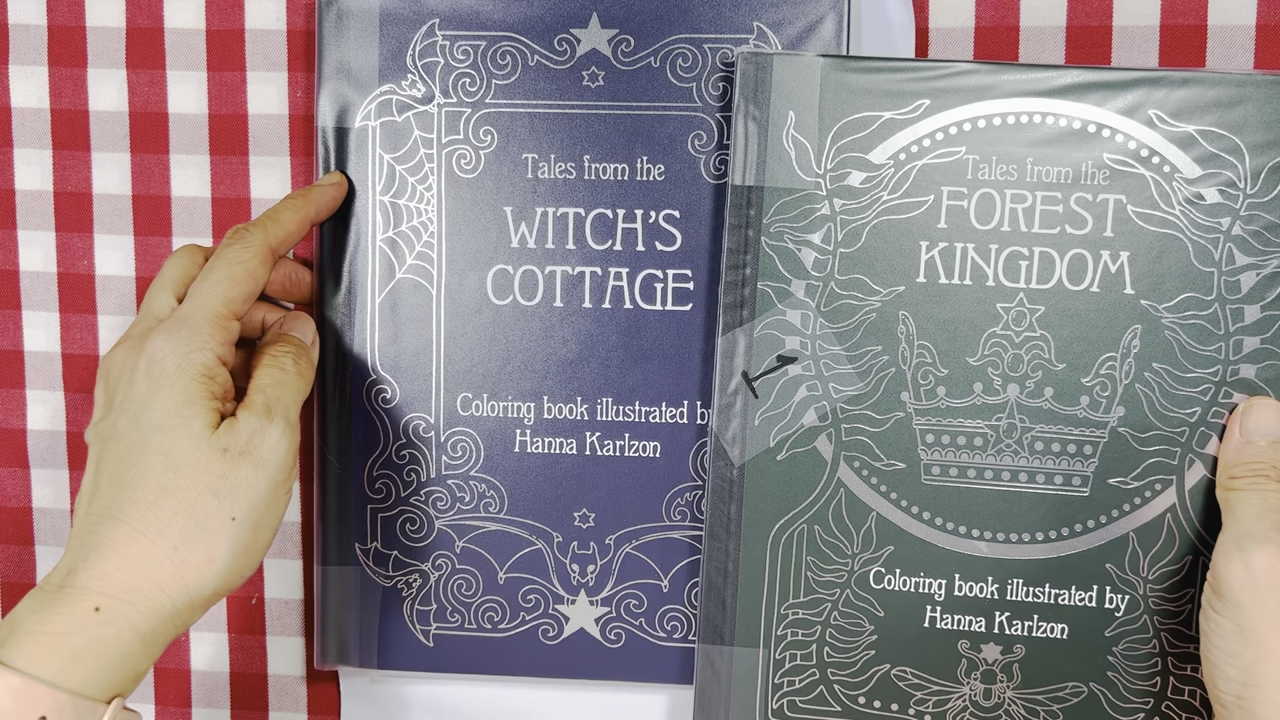 Tales from the
WITCH'S
COTTAGE
Coloring book illustrated by
Hanna Karlzon
Tales from the
FOREST
KINGDOM
1
Coloring book illustrated by
Hanna Karlzon